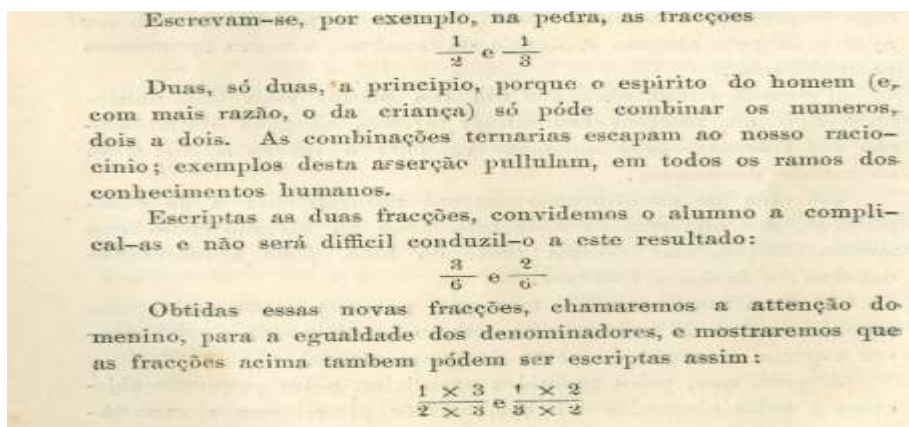 Escrevam-se, por exemplo, na pedra, as fracções
1/2 e 1/3
Duas, só duas, a principio, porque o espirito do homem (e,
com mais razão, o da criança) só póde combinar os numeros,
dois a dois. As combinações ternarias escapam ao nosso racio-
cinio; exemplos desta asserção pullulam, em todos os ramos dos
conhecimentos humanos.
Escriptas as duas fracções, convidemos o alumno a compli-
cal-as e não será difficil conduzil-o a este resultado:
3/6 e 2/6
Obtidas essas novas fracções, chamaremos a attenção do
menino, para a egualdade dos denominadores, e mostraremos que
as fracções acima tambem pódem ser escriptas assim:
1 × 3 / 2 × 3 e 1 × 2 / 3 × 2